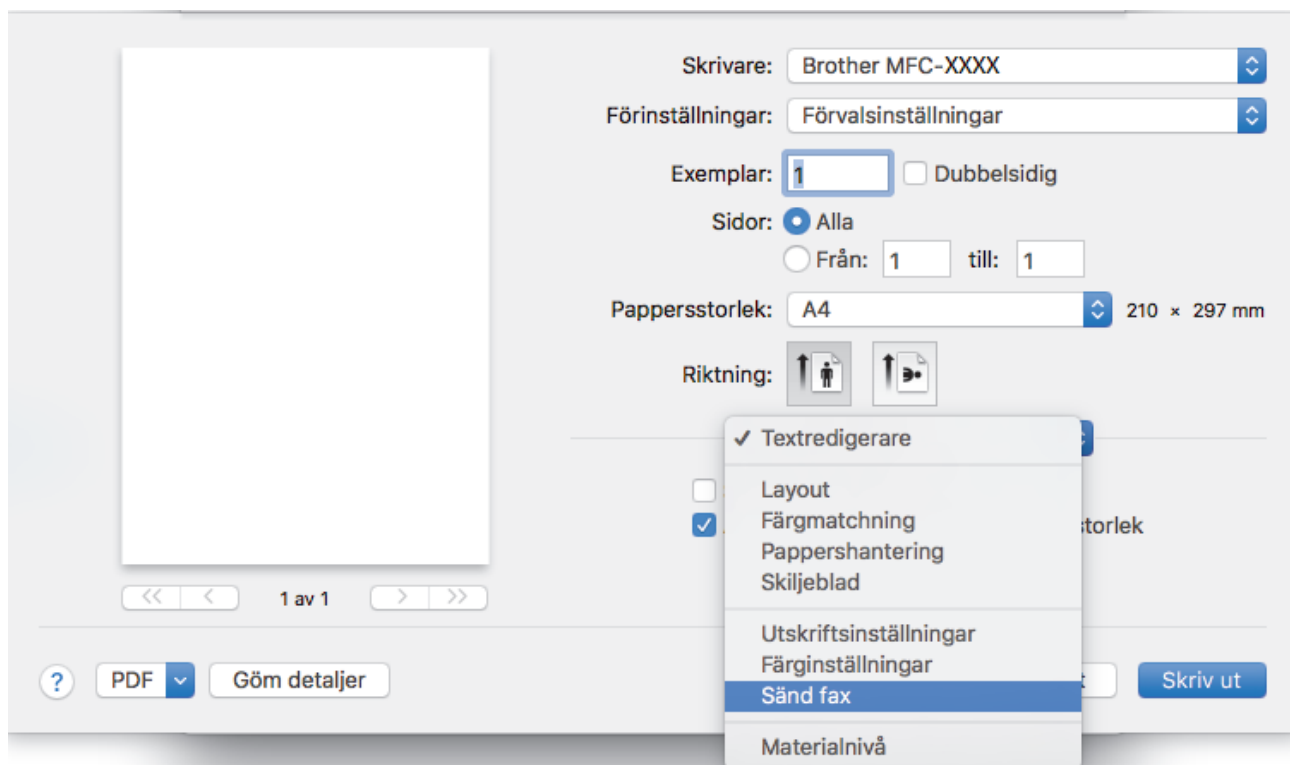 Skrivare: Brother MFC-XXXX
Förinställningar: Förvalsinställningar
Exemplar: 1 Dubbelsidig
Sidor: Alla
Från: 1 till: 1
Pappersstorlek: A4 210 × 297 mm
Riktning:
✓ Textredigerare
Layout
Färgmatchning
storlek
Pappershantering
Skiljeblad
<< < 1 av 1 > >>
Utskriftsinställningar
Färginställningar
? PDF Göm detaljer Sänd fax t Skriv ut
Materialnivå